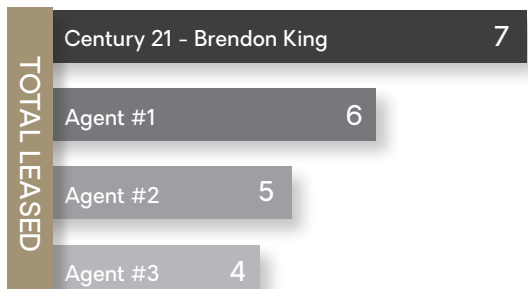 TOTAL LEASED
Century 21 - Brendon King 7
Agent #1 6
Agent #2 5
Agent #3 4